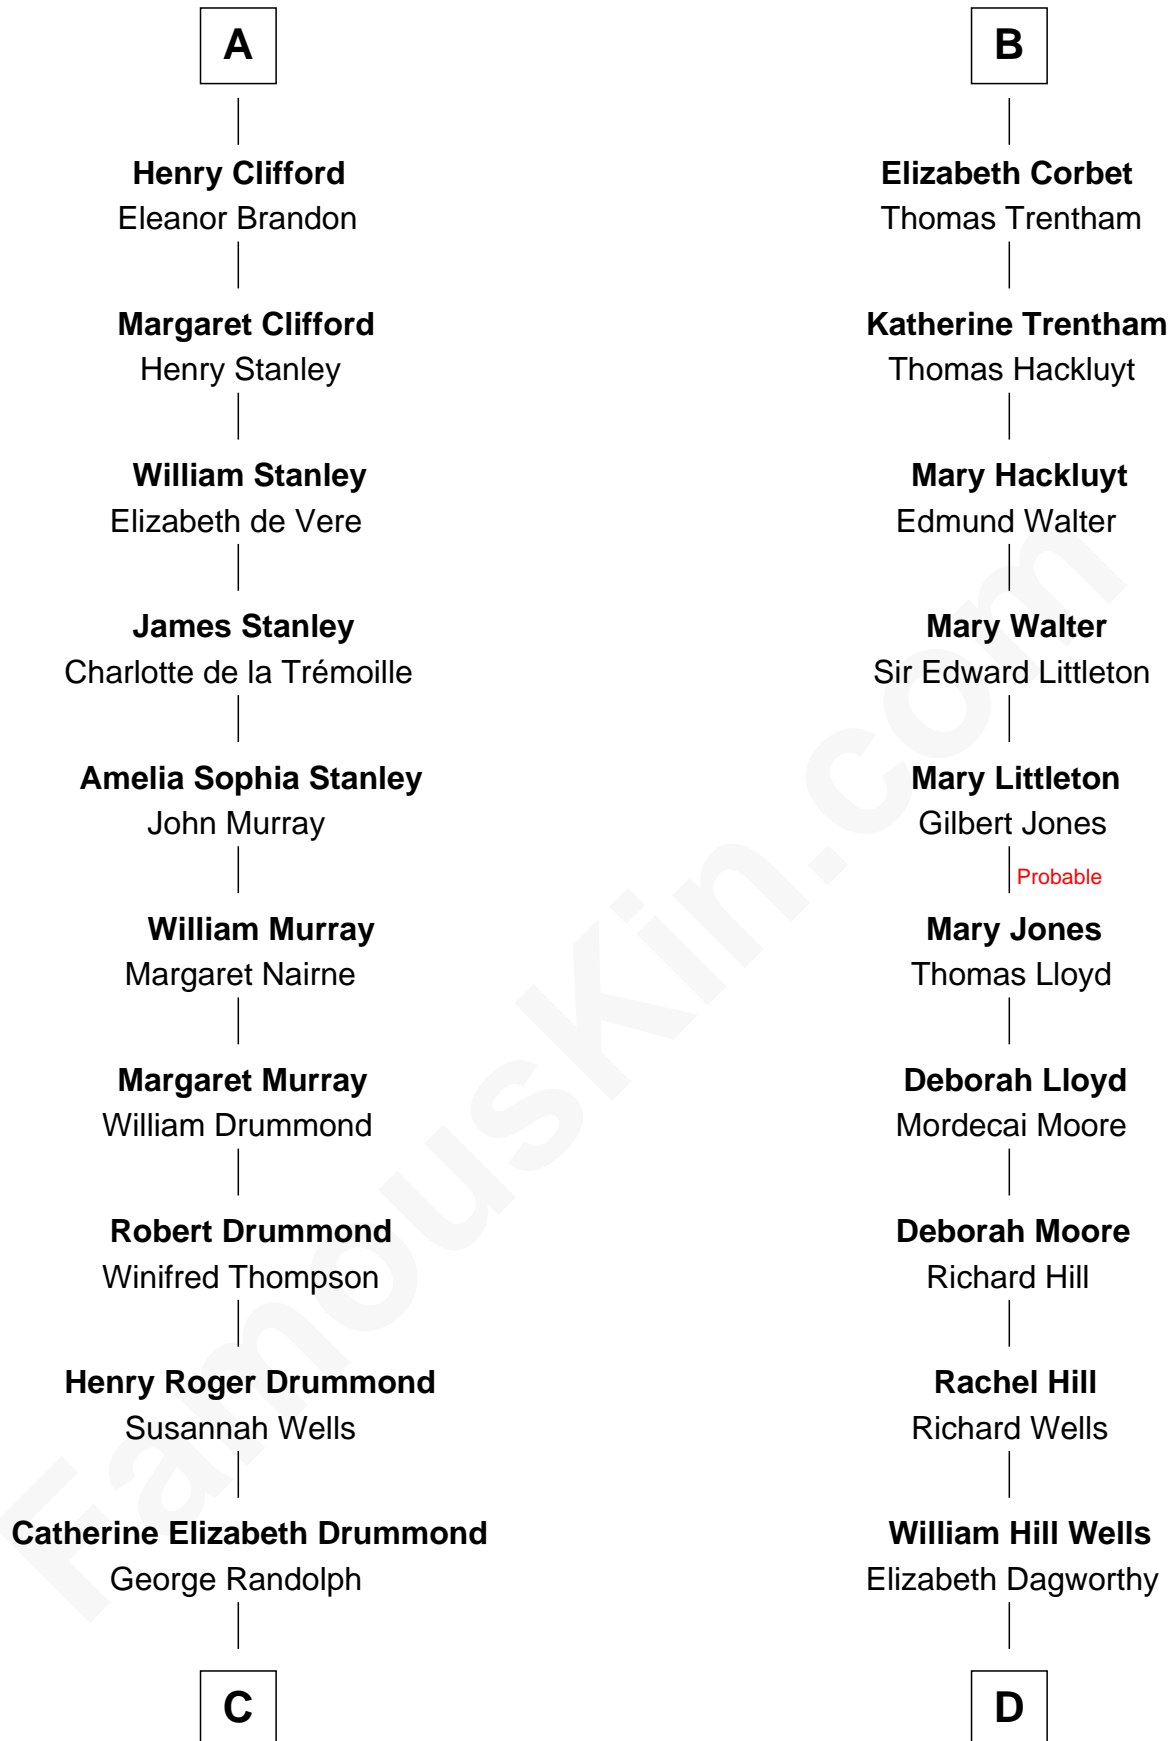 A
Henry Clifford
Eleanor Brandon
Margaret Clifford
Henry Stanley
William Stanley
Elizabeth de Vere
James Stanley
Charlotte de la Trémoille
Amelia Sophia Stanley
John Murray
William Murray
Margaret Nairne
Margaret Murray
William Drummond
Robert Drummond
Winifred Thompson
Henry Roger Drummond
Susannah Wells
Catherine Elizabeth Drummond
George Randolph
C
B
Elizabeth Corbet
Thomas Trentham
Katherine Trentham
Thomas Hackluyt
Mary Hackluyt
Edmund Walter
Mary Walter
Sir Edward Littleton
Mary Littleton
Gilbert Jones
Probable
Mary Jones
Thomas Lloyd
Deborah Lloyd
Mordecai Moore
Deborah Moore
Richard Hill
Rachel Hill
Richard Wells
William Hill Wells
Elizabeth Dagworthy
D
FamousKin.com